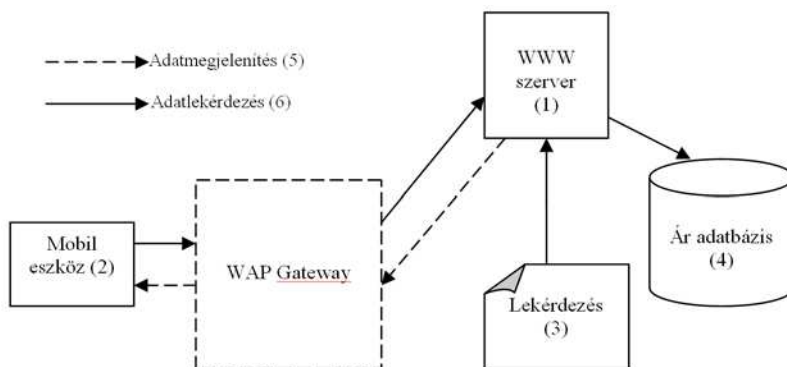 Adatmegjelenítés (5)
Adatlekérdezés (6)
WWW
szerver
(1)
Ár adatbázis
(4)
Mobil
eszköz (2)
WAP Gateway
Lekérdezés
(3)